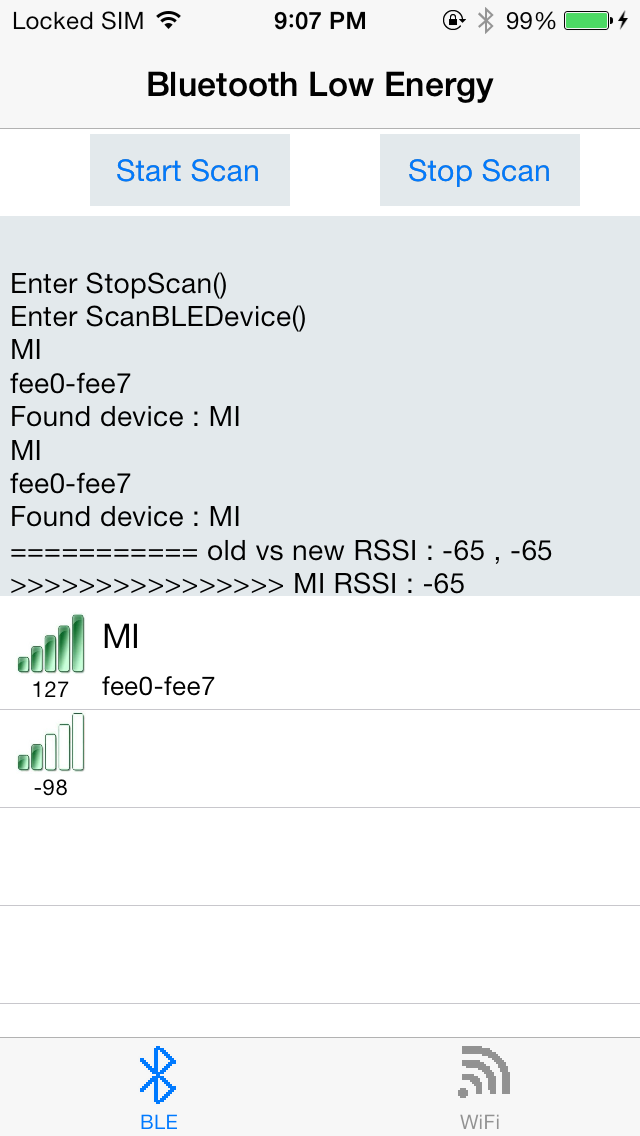 Locked SIM 9:07 PM 99%
Bluetooth Low Energy
Start Scan Stop Scan
Enter StopScan()
Enter ScanBLEDevice()
MI
fee0-fee7
Found device : MI
MI
fee0-fee7
Found device : MI
=========== old vs new RSSI : -65 , -65
>>>>>>>>>>>>>>>> MI RSSI : -65
MI
127 fee0-fee7
-98
BLE WiFi